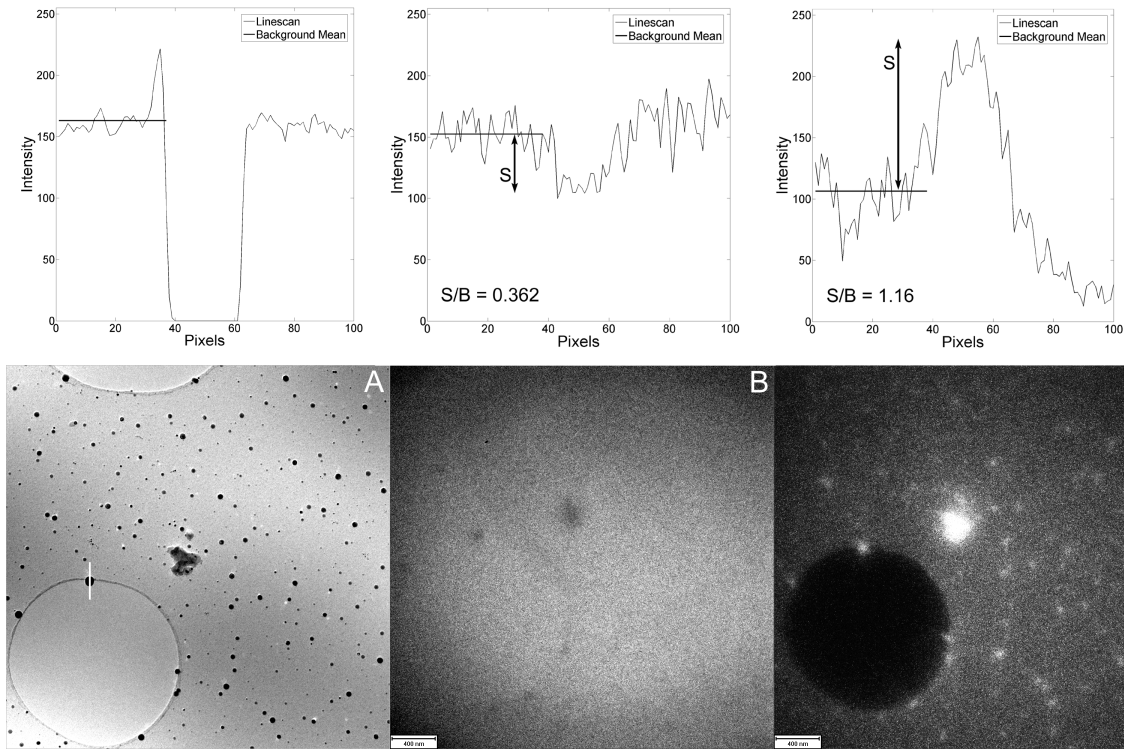 250
200
150
100
50
0
Intensity
0 20 40 60 80 100
Pixels
Linescan
Background Mean
250
200
150
100
50
0
Intensity
0 20 40 60 80 100
Pixels
Linescan
Background Mean
S
S/B = 0.362
250
200
150
100
50
0
Intensity
0 20 40 60 80 100
Pixels
Linescan
Background Mean
S
S/B = 1.16
A
B
400 nm
400 nm